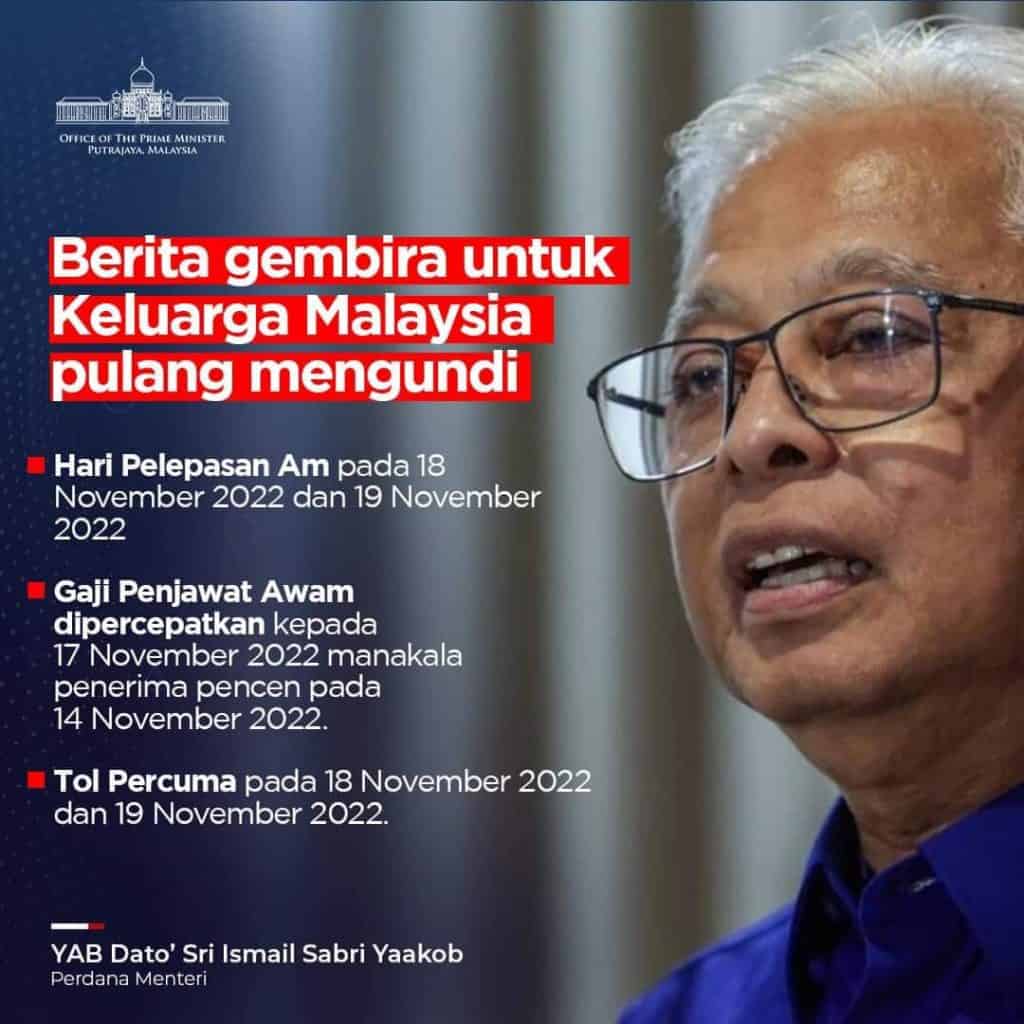 OFFICE OF THE PRIME MINISTER
PUTRAJAYA, MALAYSIA
Berita gembira untuk
Keluarga Malaysia
pulang mengundi
Hari Pelepasan Am pada 18
November 2022 dan 19 November
2022
Gaji Penjawat Awam
dipercepatkan kepada
17 November 2022 manakala
penerima pencen pada
14 November 2022.
Tol Percuma pada 18 November 2022
dan 19 November 2022.
YAB Dato' Sri Ismail Sabri Yaakob
Perdana Menteri